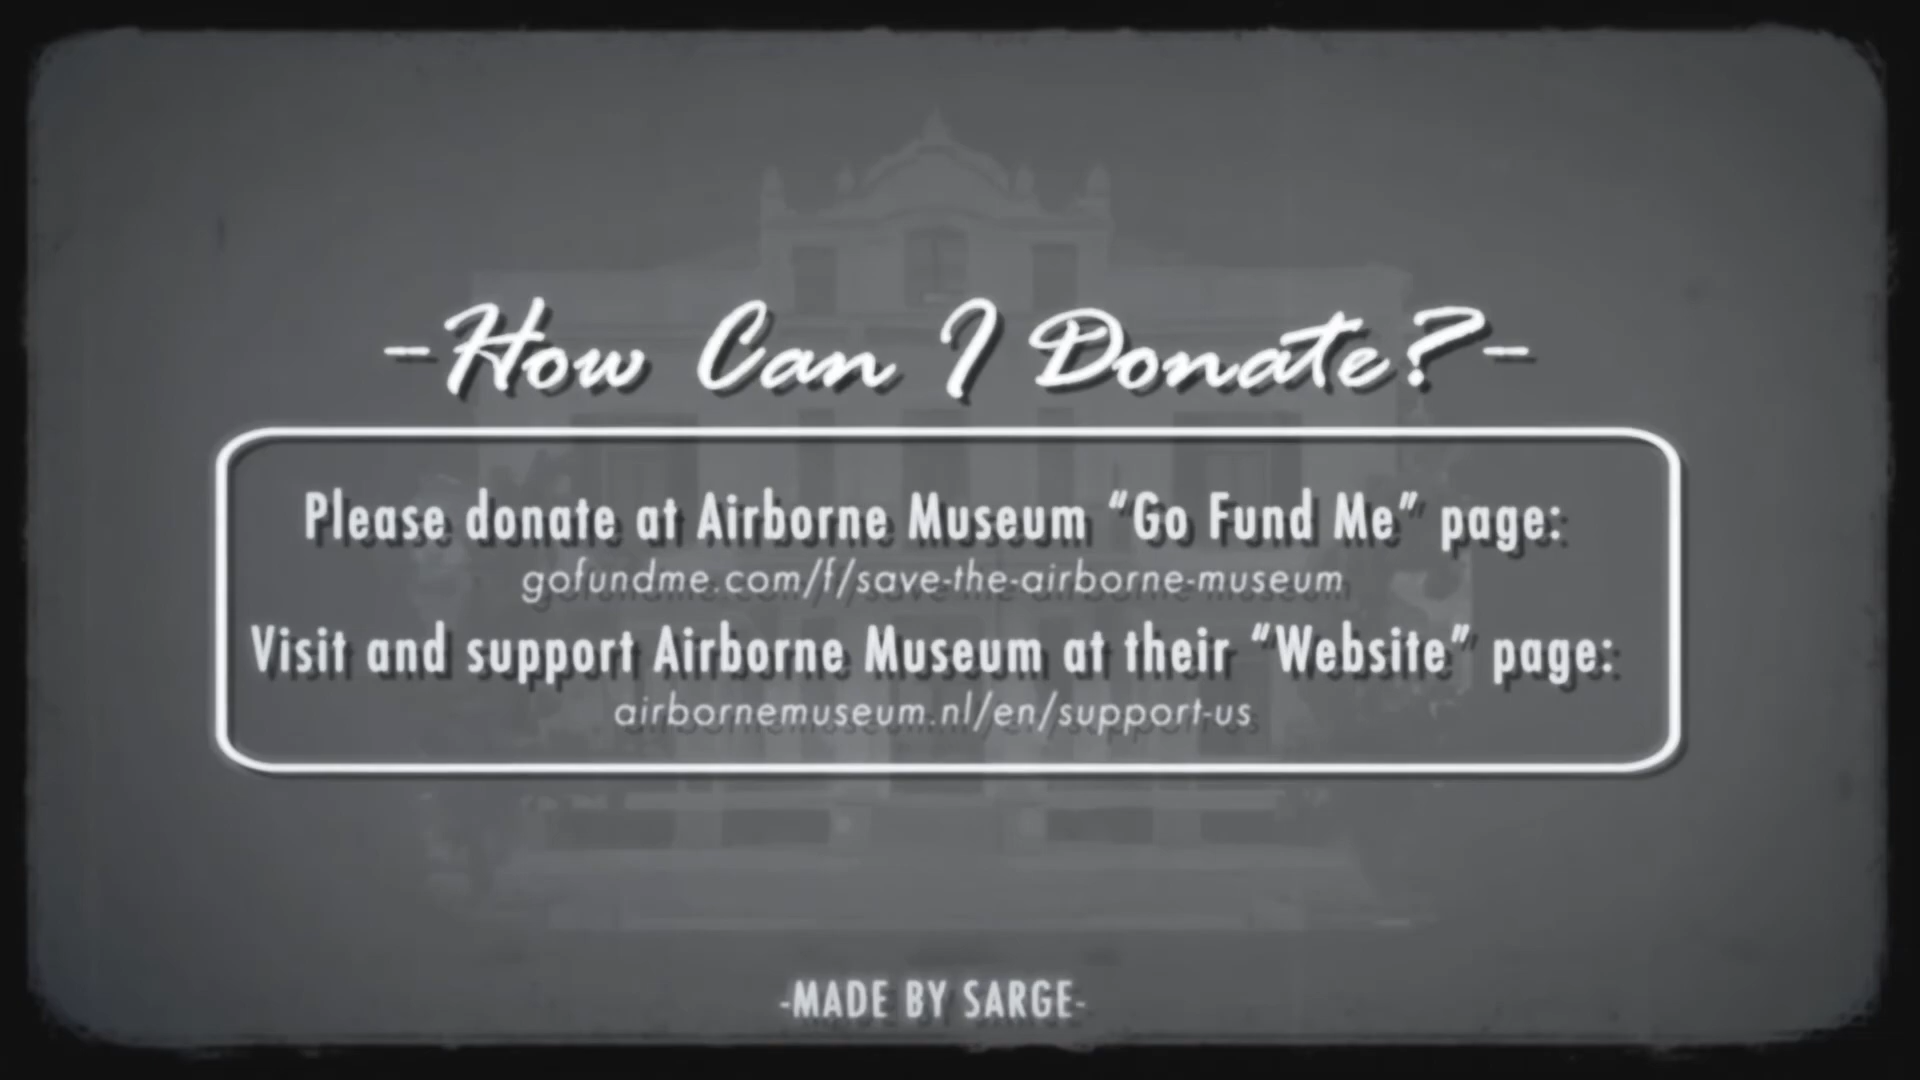 -How Can I Donate?-
Please donate at Airborne Museum “Go Fund Me” page:
gofundme.com/f/save-the-airborne-museum
Visit and support Airborne Museum at their “Website” page:
airbornemuseum.nl/en/support-us
-MADE BY SARGE-